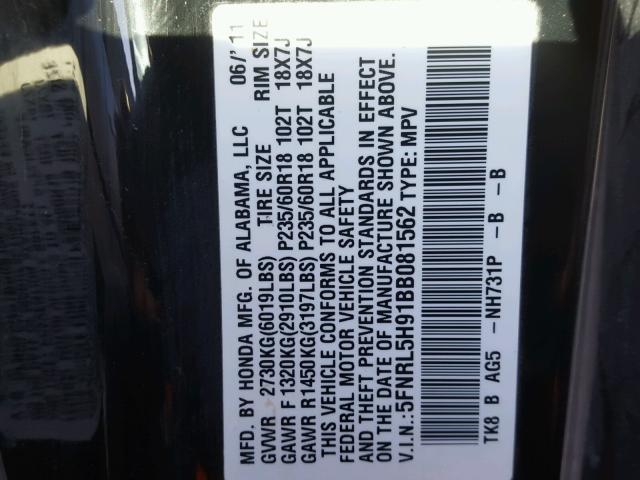 MFD. BY HONDA MFG. OF ALABAMA, LLC 06/'11
GVWR 2730KG(6019LBS) TIRE SIZE RIM SIZE
GAWR F 1320KG(2910LBS) P235/60R18 102T 18X7J
GAWR R 1450KG(3197LBS) P235/60R18 102T 18X7J
THIS VEHICLE CONFORMS TO ALL APPLICABLE
FEDERAL MOTOR VEHICLE SAFETY
AND THEFT PREVENTION STANDARDS IN EFFECT
ON THE DATE OF MANUFACTURE SHOWN ABOVE.
V.I.N.:5FNRL5H91BB081562 TYPE: MPV
TK8 B AG5 -NH731P -B -B